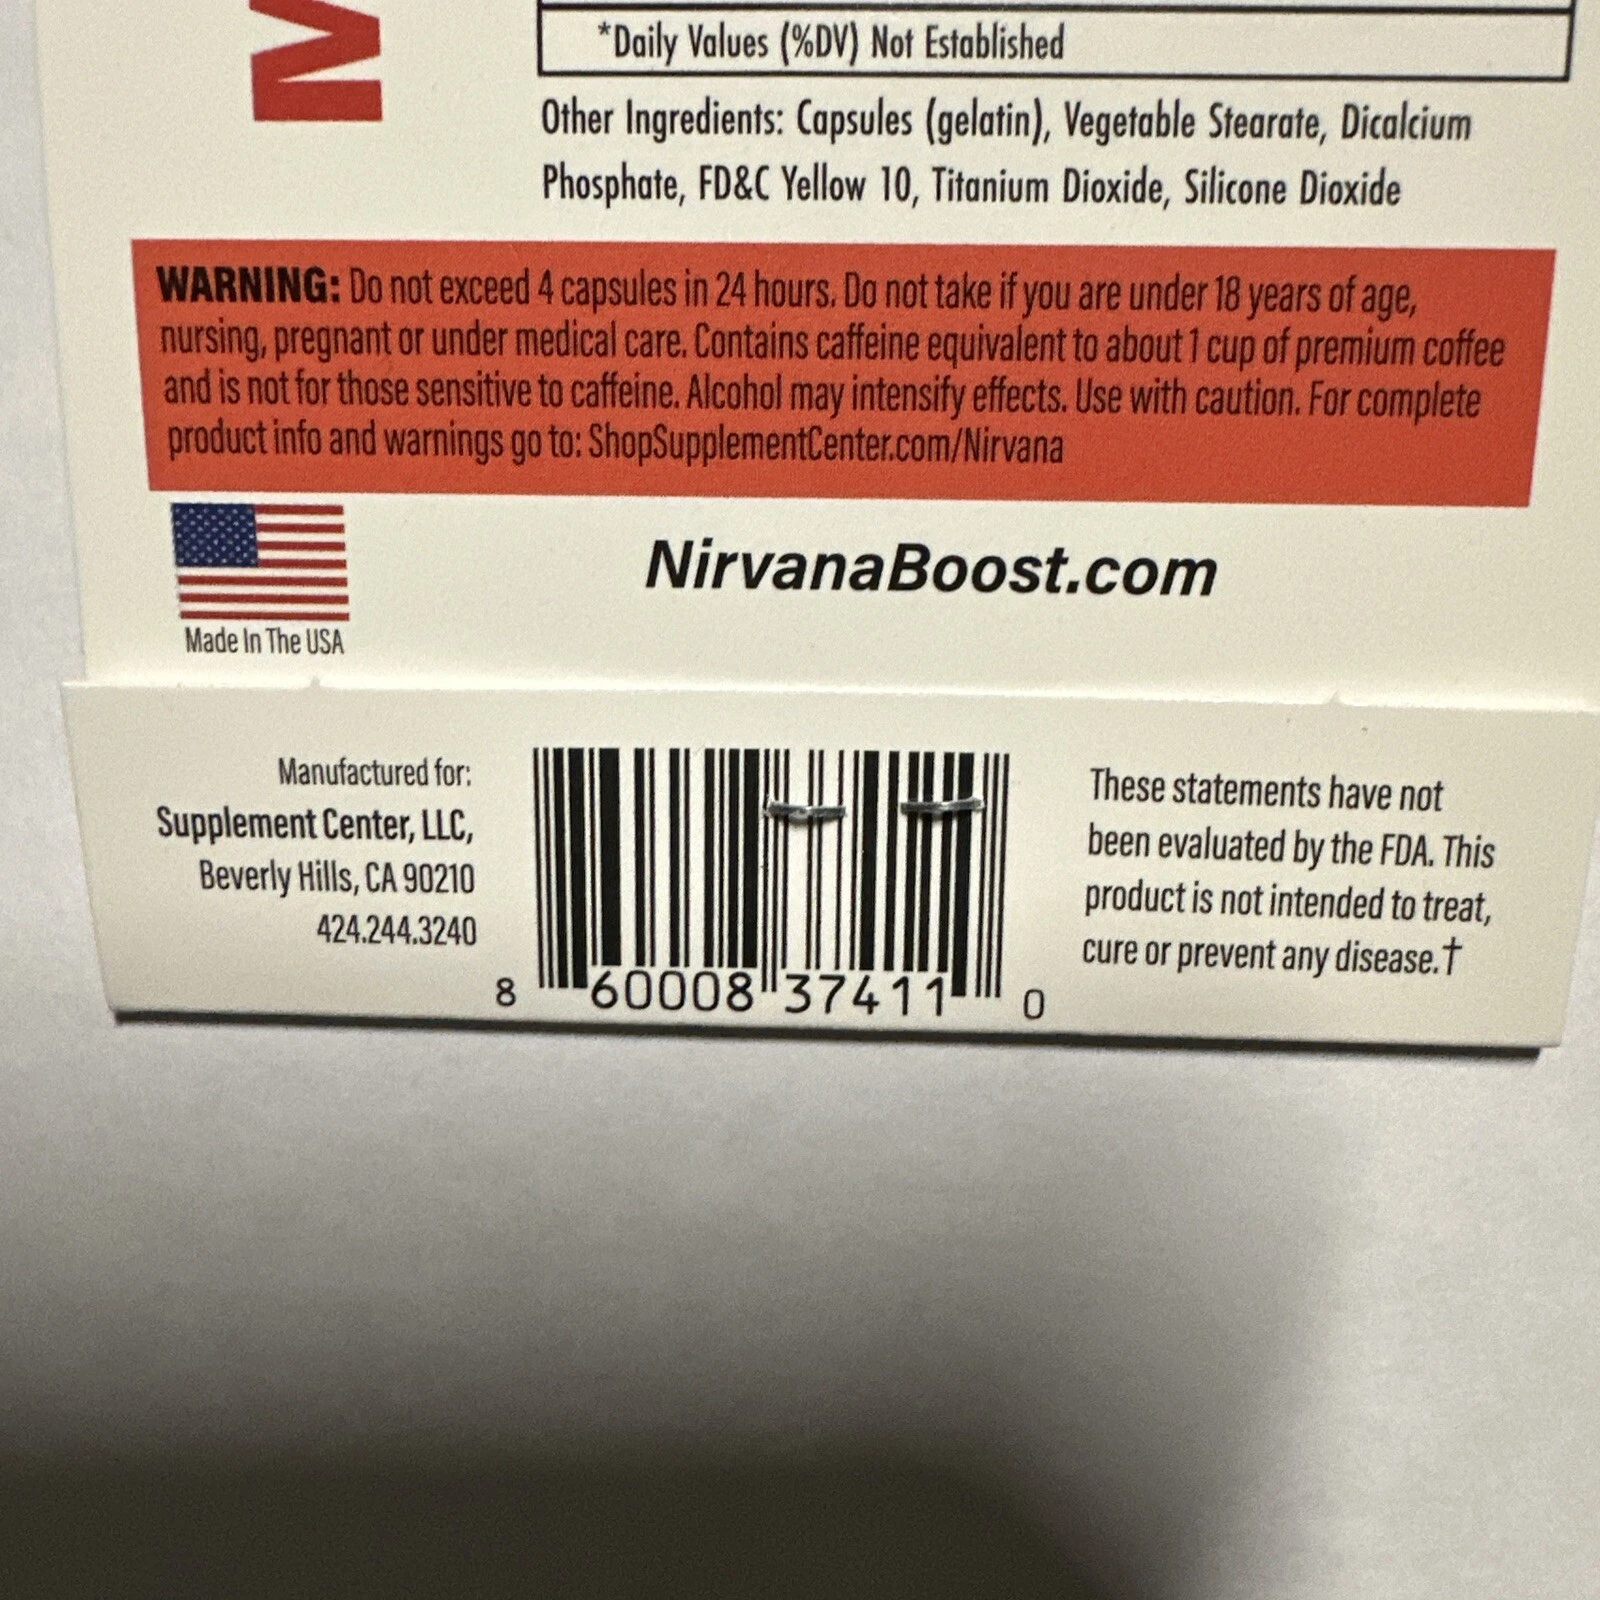 M
*Daily Values (%DV) Not Established
Other Ingredients: Capsules (gelatin), Vegetable Stearate, Dicalcium
Phosphate, FD&C Yellow 10, Titanium Dioxide, Silicone Dioxide
WARNING: Do not exceed 4 capsules in 24 hours. Do not take if you are under 18 years of age,
nursing, pregnant or under medical care. Contains caffeine equivalent to about 1 cup of premium coffee
and is not for those sensitive to caffeine. Alcohol may intensify effects. Use with caution. For complete
product info and warnings go to: ShopSupplementCenter.com/Nirvana
Made In The USA
NirvanaBoost.com
Manufactured for:
Supplement Center, LLC,
Beverly Hills, CA 90210
424.244.3240
8 60008 37411 0
These statements have not
been evaluated by the FDA. This
product is not intended to treat,
cure or prevent any disease.†